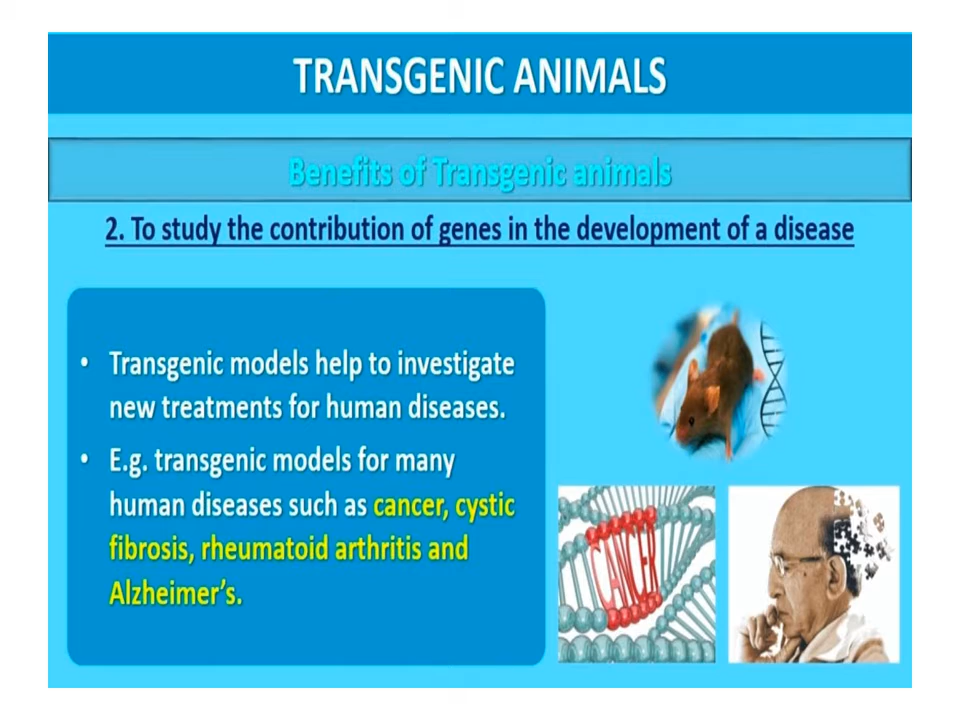 TRANSGENIC ANIMALS
Benefits of Transgenic animals
2. To study the contribution of genes in the development of a disease
• Transgenic models help to investigate
new treatments for human diseases.
• E.g. transgenic models for many
human diseases such as cancer, cystic
fibrosis, rheumatoid arthritis and
Alzheimer’s.
CANCER